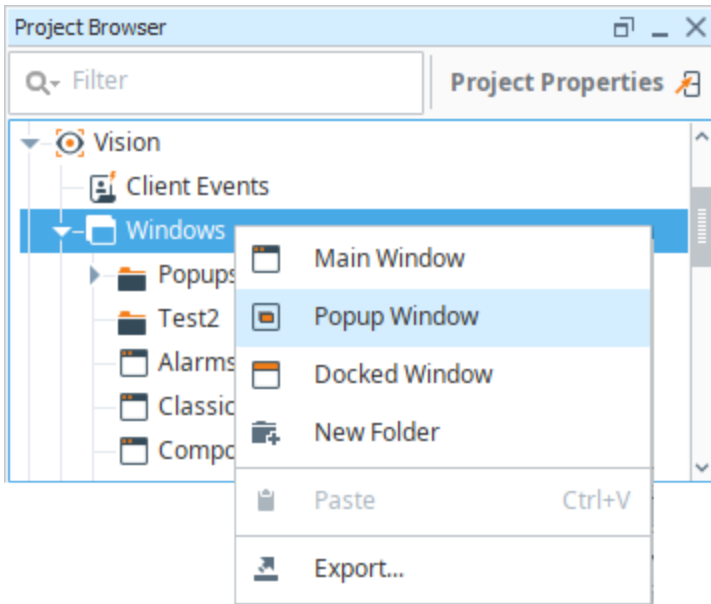 Project Browser
Filter
Project Properties
Vision
Client Events
Windows
Popups
Test2
Alarms
Classic
Compo
Main Window
Popup Window
Docked Window
New Folder
Paste Ctrl+V
Export...